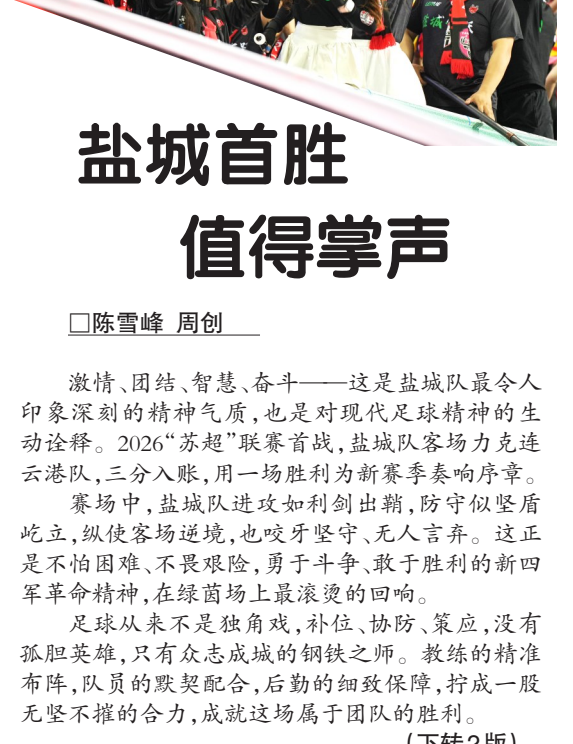 盐城
盐城首胜
值得掌声
□陈雪峰 周创
激情、团结、智慧、奋斗——这是盐城队最令人
印象深刻的精神气质,也是对现代足球精神的生
动诠释。2026“苏超”联赛首战,盐城队客场力克连
云港队,三分入账,用一场胜利为新赛季奏响序章。
赛场中,盐城队进攻如利剑出鞘,防守似坚盾
屹立,纵使客场逆境,也咬牙坚守、无人言弃。这正
是不怕困难、不畏艰险,勇于斗争、敢于胜利的新四
军革命精神,在绿茵场上最滚烫的回响。
足球从来不是独角戏,补位、协防、策应,没有
孤胆英雄,只有众志成城的钢铁之师。教练的精准
布阵,队员的默契配合,后勤的细致保障,拧成一股
无坚不摧的合力,成就这场属于团队的胜利。
(下转2版)